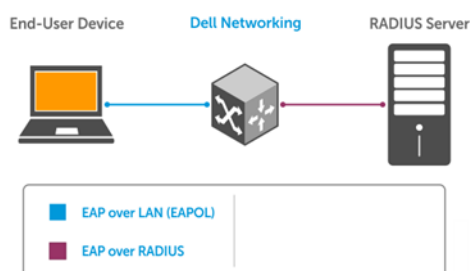 End-User Device
Dell Networking
RADIUS Server
EAP over LAN (EAPOL)
EAP over RADIUS